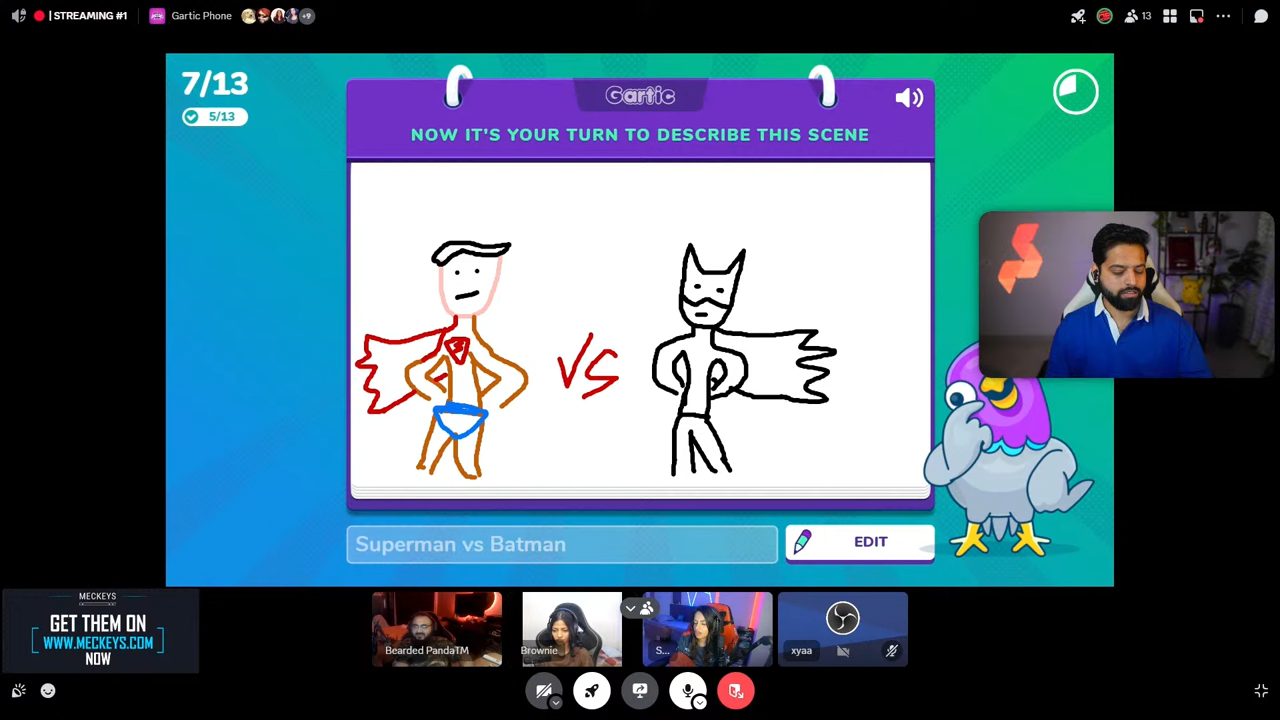 | STREAMING #1
Gartic Phone
+9
13
7/13
5/13
Gartic
NOW IT'S YOUR TURN TO DESCRIBE THIS SCENE
VS
Superman vs Batman
EDIT
MECKEYS
GET THEM ON
WWW.MECKEYS.COM
NOW
Bearded PandaTM
Brownie
S...
xyaa